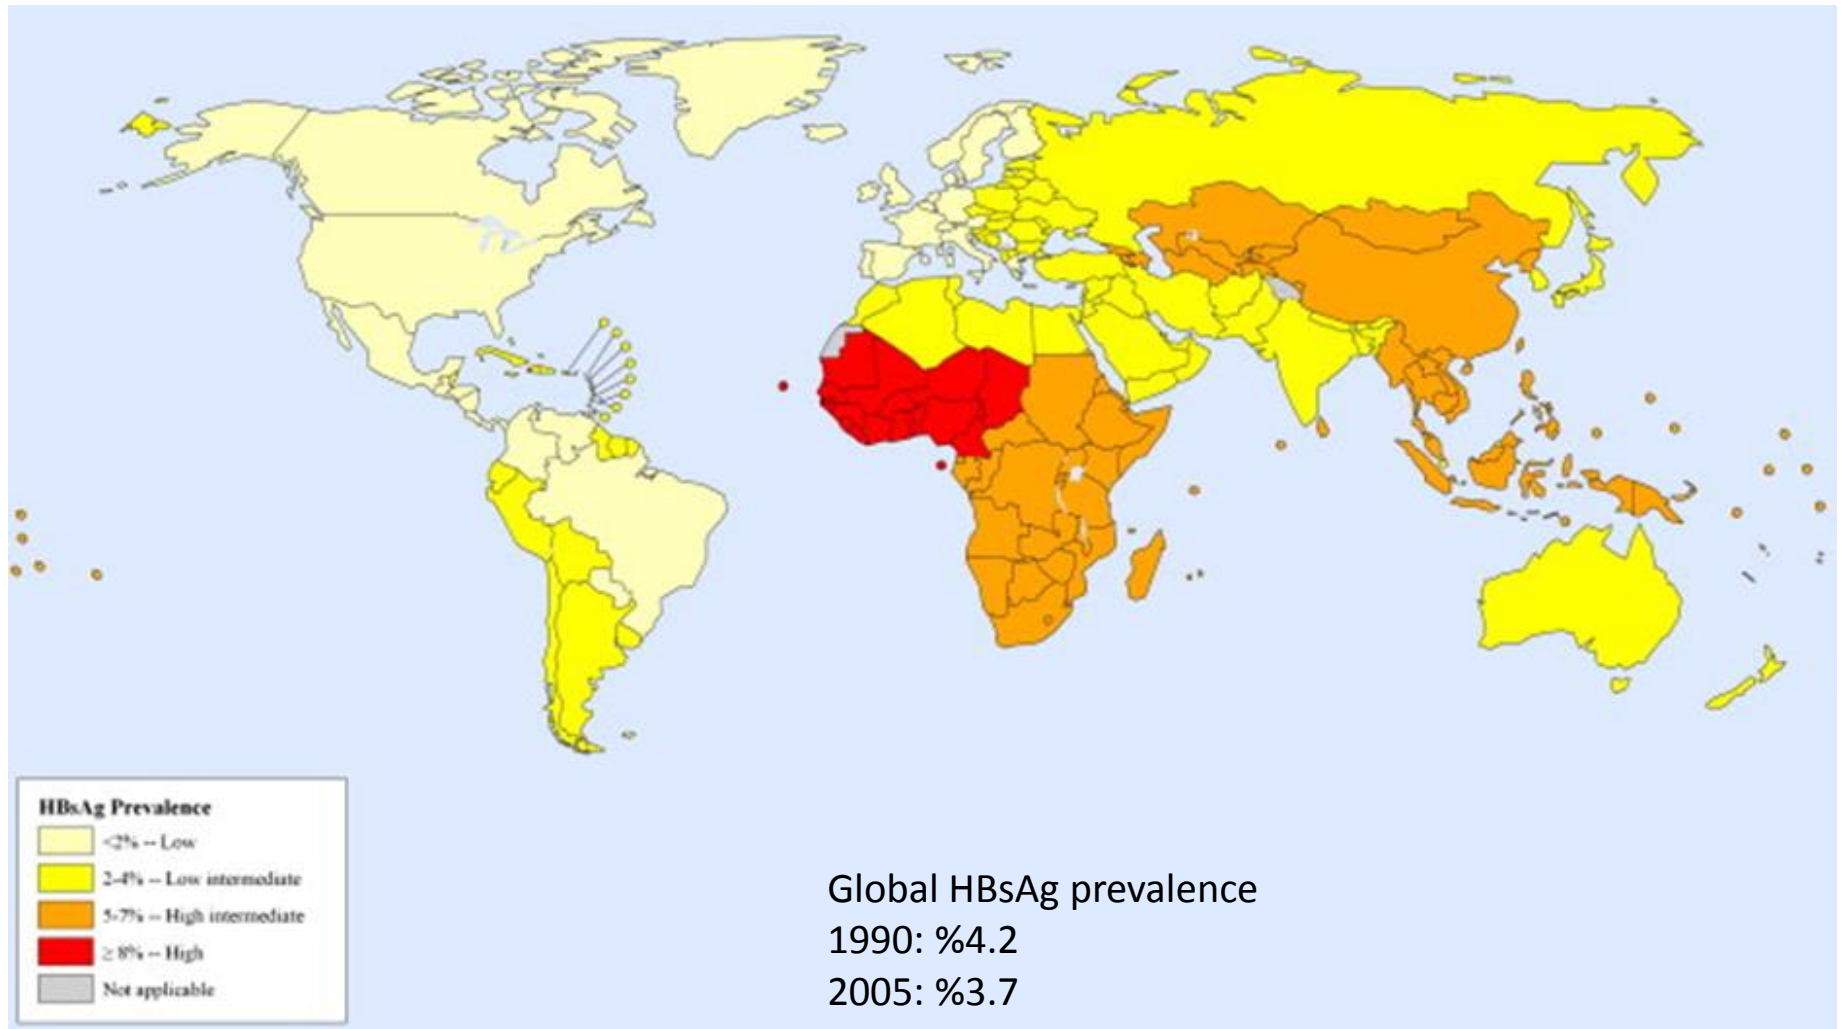 HBsAg Prevalence
<2% -- Low
2-4% -- Low intermediate
5-7% -- High intermediate
≥ 8% -- High
Not applicable
Global HBsAg prevalence
1990: %4.2
2005: %3.7